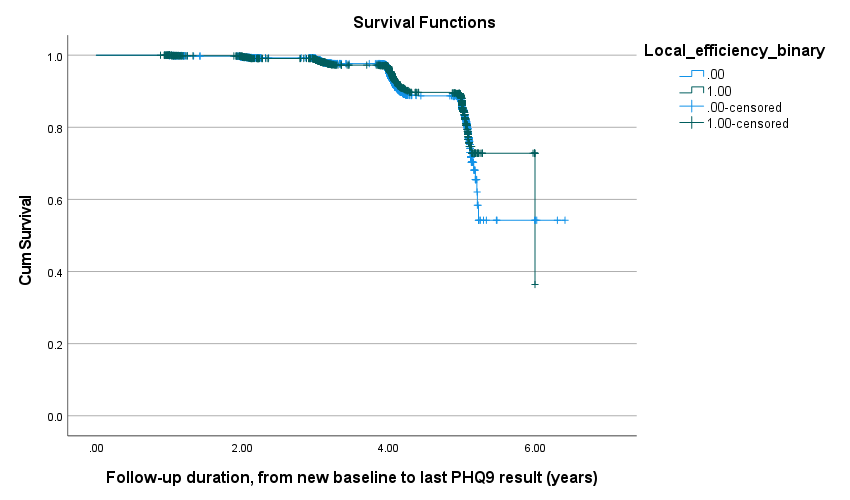 Survival Functions
Local_efficiency_binary
.00
1.00
.00-censored
1.00-censored
Cum Survival
1.0
0.8
0.6
0.4
0.2
0.0
.00 2.00 4.00 6.00
Follow-up duration, from new baseline to last PHQ9 result (years)